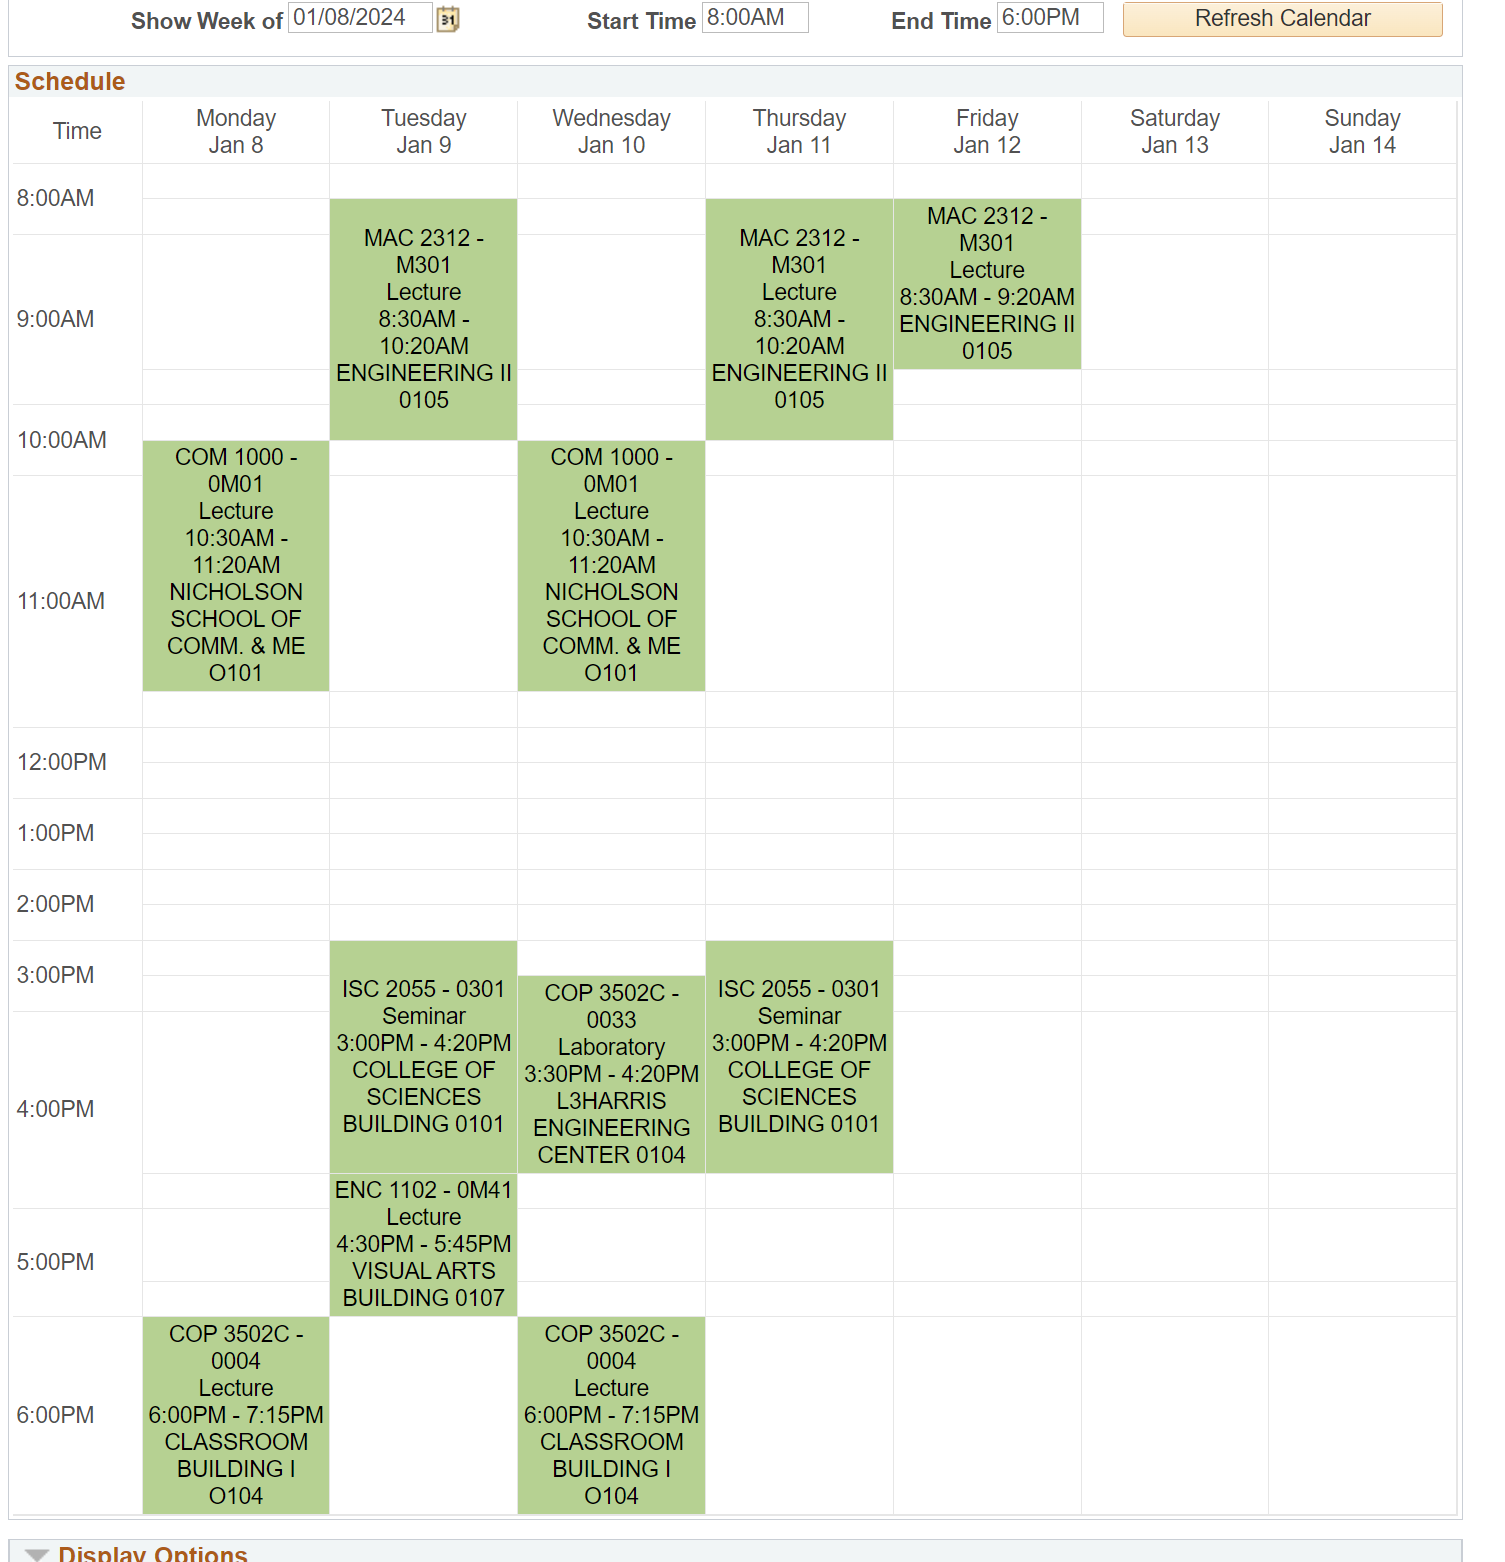 Show Week of 01/08/2024 31 Start Time 8:00AM End Time 6:00PM Refresh Calendar
Schedule
Time
Monday
Jan 8
Tuesday
Jan 9
Wednesday
Jan 10
Thursday
Jan 11
Friday
Jan 12
Saturday
Jan 13
Sunday
Jan 14
8:00AM
MAC 2312 -
M301
Lecture
8:30AM -
10:20AM
ENGINEERING II
0105
MAC 2312 -
M301
Lecture
8:30AM -
10:20AM
ENGINEERING II
0105
MAC 2312 -
M301
Lecture
8:30AM - 9:20AM
ENGINEERING II
0105
9:00AM
10:00AM
COM 1000 -
0M01
Lecture
10:30AM -
11:20AM
NICHOLSON
SCHOOL OF
COMM. & ME
O101
COM 1000 -
0M01
Lecture
10:30AM -
11:20AM
NICHOLSON
SCHOOL OF
COMM. & ME
O101
11:00AM
12:00PM
1:00PM
2:00PM
3:00PM
ISC 2055 - 0301
Seminar
3:00PM - 4:20PM
COLLEGE OF
SCIENCES
BUILDING 0101
COP 3502C -
0033
Laboratory
3:30PM - 4:20PM
L3HARRIS
ENGINEERING
CENTER 0104
ISC 2055 - 0301
Seminar
3:00PM - 4:20PM
COLLEGE OF
SCIENCES
BUILDING 0101
4:00PM
ENC 1102 - 0M41
Lecture
4:30PM - 5:45PM
VISUAL ARTS
BUILDING 0107
5:00PM
6:00PM
COP 3502C -
0004
Lecture
6:00PM - 7:15PM
CLASSROOM
BUILDING I
O104
COP 3502C -
0004
Lecture
6:00PM - 7:15PM
CLASSROOM
BUILDING I
O104
Display Options